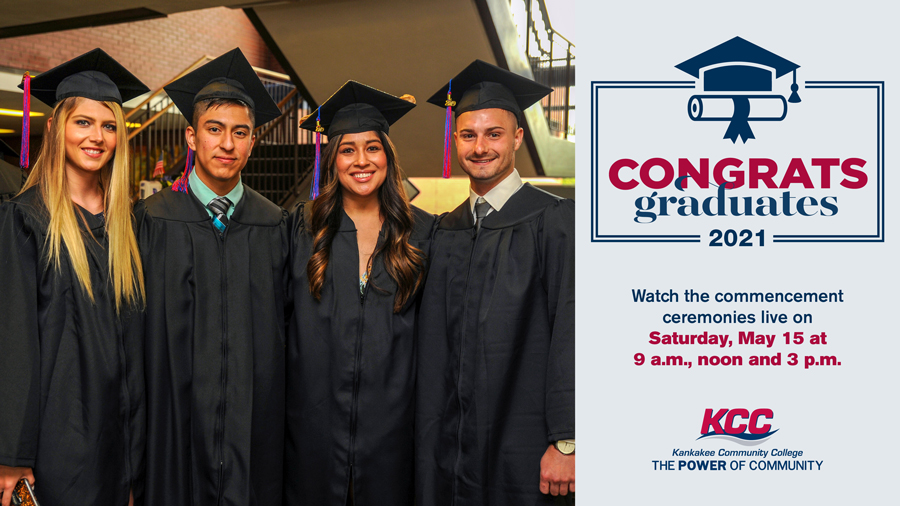 CONGRATS
graduates
2021
Watch the commencement
ceremonies live on
Saturday, May 15 at
9 a.m., noon and 3 p.m.
KCC
Kankakee Community College
THE POWER OF COMMUNITY